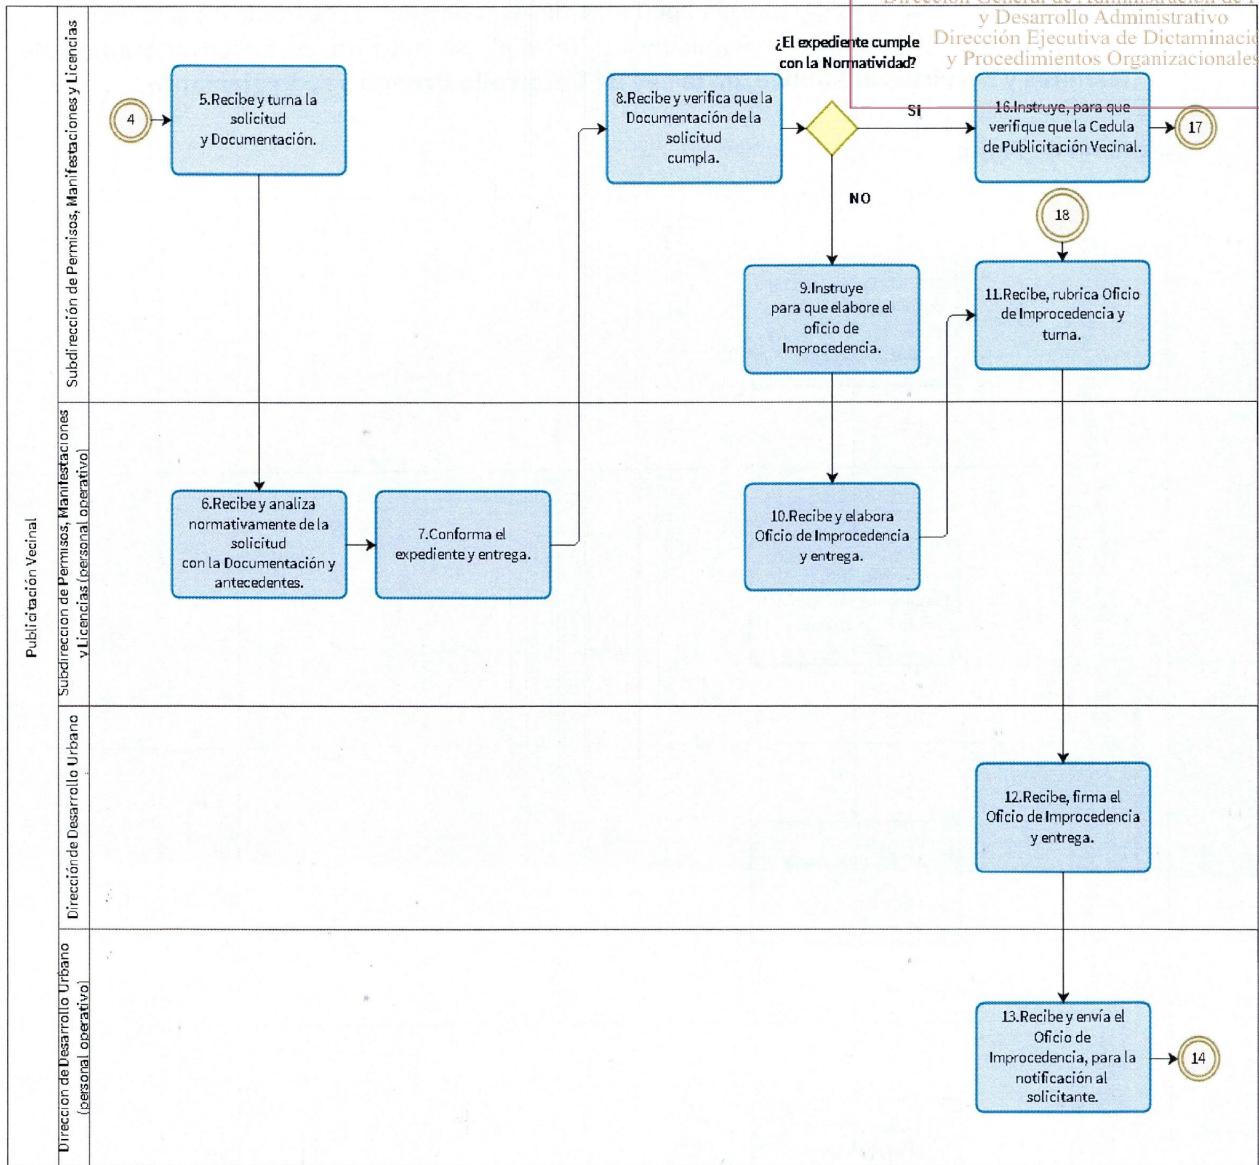 Dirección General de Administración de
y Desarrollo Administrativo
Dirección Ejecutiva de Dictaminació
y Procedimientos Organizacionales
Publicitación Vecinal
Subdirección de Permisos, Manifestaciones y Licencias
4
5.Recibe y turna la
solicitud
y Documentación.
8.Recibe y verifica que la
Documentación de la
solicitud
cumpla.
¿El expediente cumple
con la Normatividad?
SI
NO
16.Instruye, para que
verifique que la Cedula
de Publicitación Vecinal.
17
18
9.Instruye
para que elabore el
oficio de
Improcedencia.
11.Recibe, rubrica Oficio
de Improcedencia y
turna.
Subdirección de Permisos, Manifestaciones
y Licencias (personal operativo)
6.Recibe y analiza
normativamente de la
solicitud
con la Documentación y
antecedentes.
7.Conforma el
expediente y entrega.
10.Recibe y elabora
Oficio de Improcedencia
y entrega.
Dirección de Desarrollo Urbano
12.Recibe, firma el
Oficio de Improcedencia
y entrega.
Dirección de Desarrollo Urbano
(personal operativo)
13.Recibe y envía el
Oficio de
Improcedencia, para la
notificación al
solicitante.
14